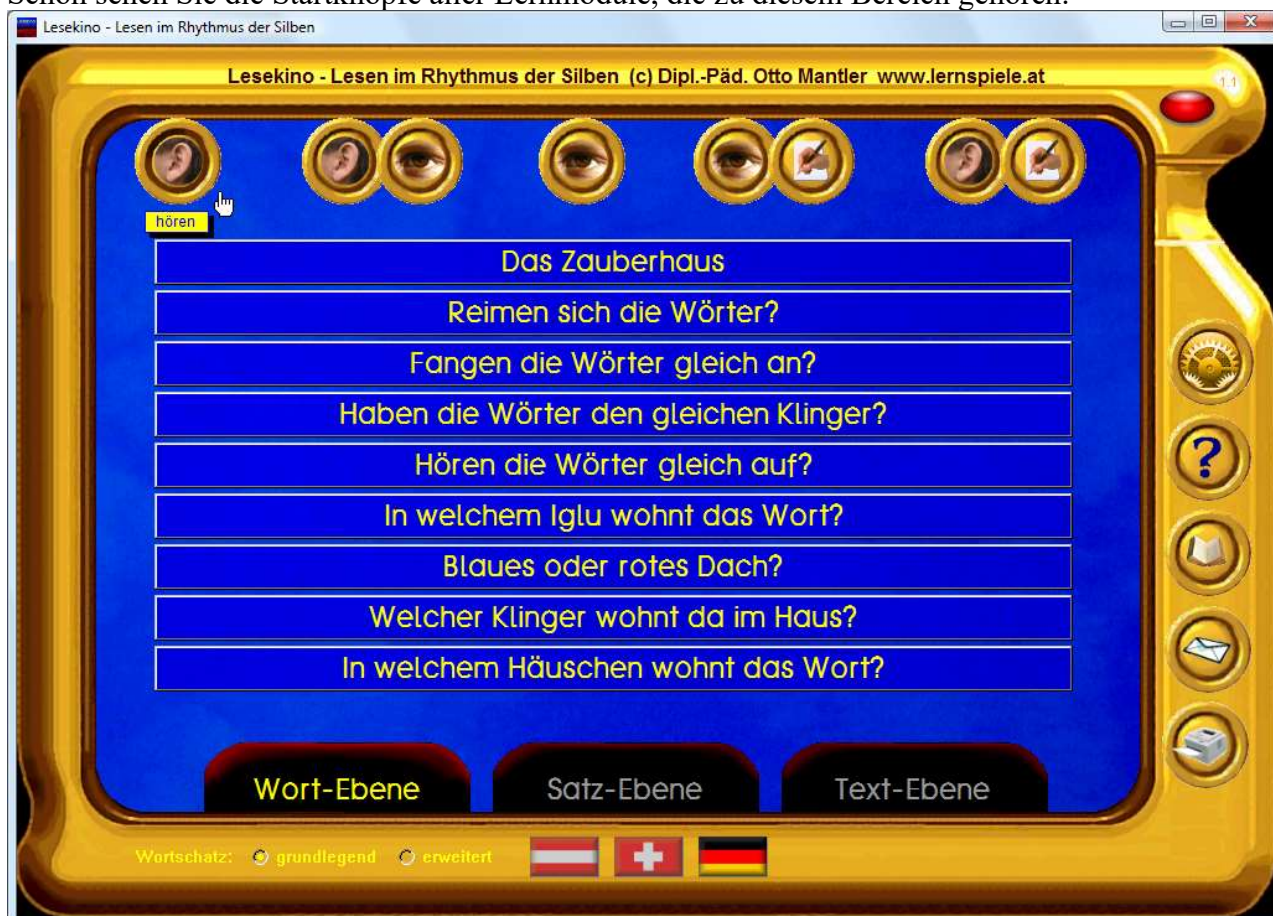 Schon sehen Sie die Startknöpfe aller Lernmodule, die zu diesem Bereich gehören.
Lesekino - Lesen im Rhythmus der Silben
Lesekino - Lesen im Rhythmus der Silben (c) Dipl.-Päd. Otto Mantler www.lernspiele.at
1.1
hören
Das Zauberhaus
Reimen sich die Wörter?
Fangen die Wörter gleich an?
Haben die Wörter den gleichen Klinger?
Hören die Wörter gleich auf?
In welchem Iglu wohnt das Wort?
Blaues oder rotes Dach?
Welcher Klinger wohnt da im Haus?
In welchem Häuschen wohnt das Wort?
?
Wort-Ebene Satz-Ebene Text-Ebene
Wortschatz: grundlegend erweitert